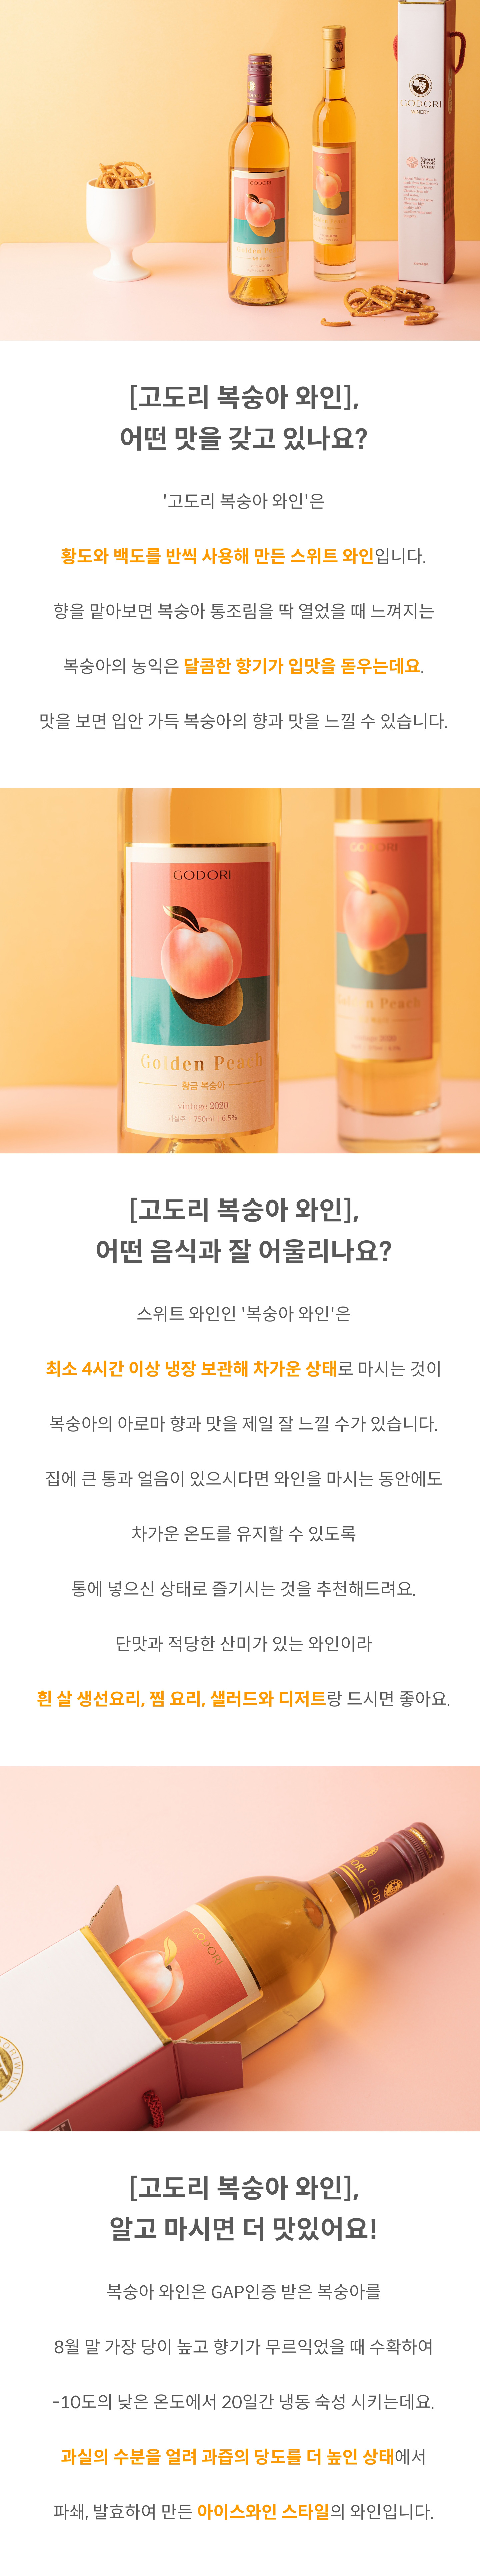 GODORI
WINERY
GODORI
[고도리 복숭아 와인],
어떤 맛을 갖고 있나요?
'고도리 복숭아 와인'은
황도와 백도를 반씩 사용해 만든 스위트 와인입니다.
향을 맡아보면 복숭아 통조림을 딱 열었을 때 느껴지는
복숭아의 농익은 달콤한 향기가 입맛을 돋우는데요.
맛을 보면 입안 가득 복숭아의 향과 맛을 느낄 수 있습니다.
GODORI
Golden Peach
황금 복숭아
vintage 2020
과실주 | 750ml | 6.5%
[고도리 복숭아 와인],
어떤 음식과 잘 어울리나요?
스위트 와인인 '복숭아 와인'은
최소 4시간 이상 냉장 보관해 차가운 상태로 마시는 것이
복숭아의 아로마 향과 맛을 제일 잘 느낄 수가 있습니다.
집에 큰 통과 얼음이 있으시다면 와인을 마시는 동안에도
차가운 온도를 유지할 수 있도록
통에 넣으신 상태로 즐기시는 것을 추천해드려요.
단맛과 적당한 산미가 있는 와인이라
흰 살 생선요리, 찜 요리, 샐러드와 디저트랑 드시면 좋아요.
GODORI
[고도리 복숭아 와인],
알고 마시면 더 맛있어요!
복숭아 와인은 GAP인증 받은 복숭아를
8월 말 가장 당이 높고 향기가 무르익었을 때 수확하여
-10도의 낮은 온도에서 20일간 냉동 숙성 시키는데요.
과실의 수분을 얼려 과즙의 당도를 더 높인 상태에서
파쇄, 발효하여 만든 아이스와인 스타일의 와인입니다.